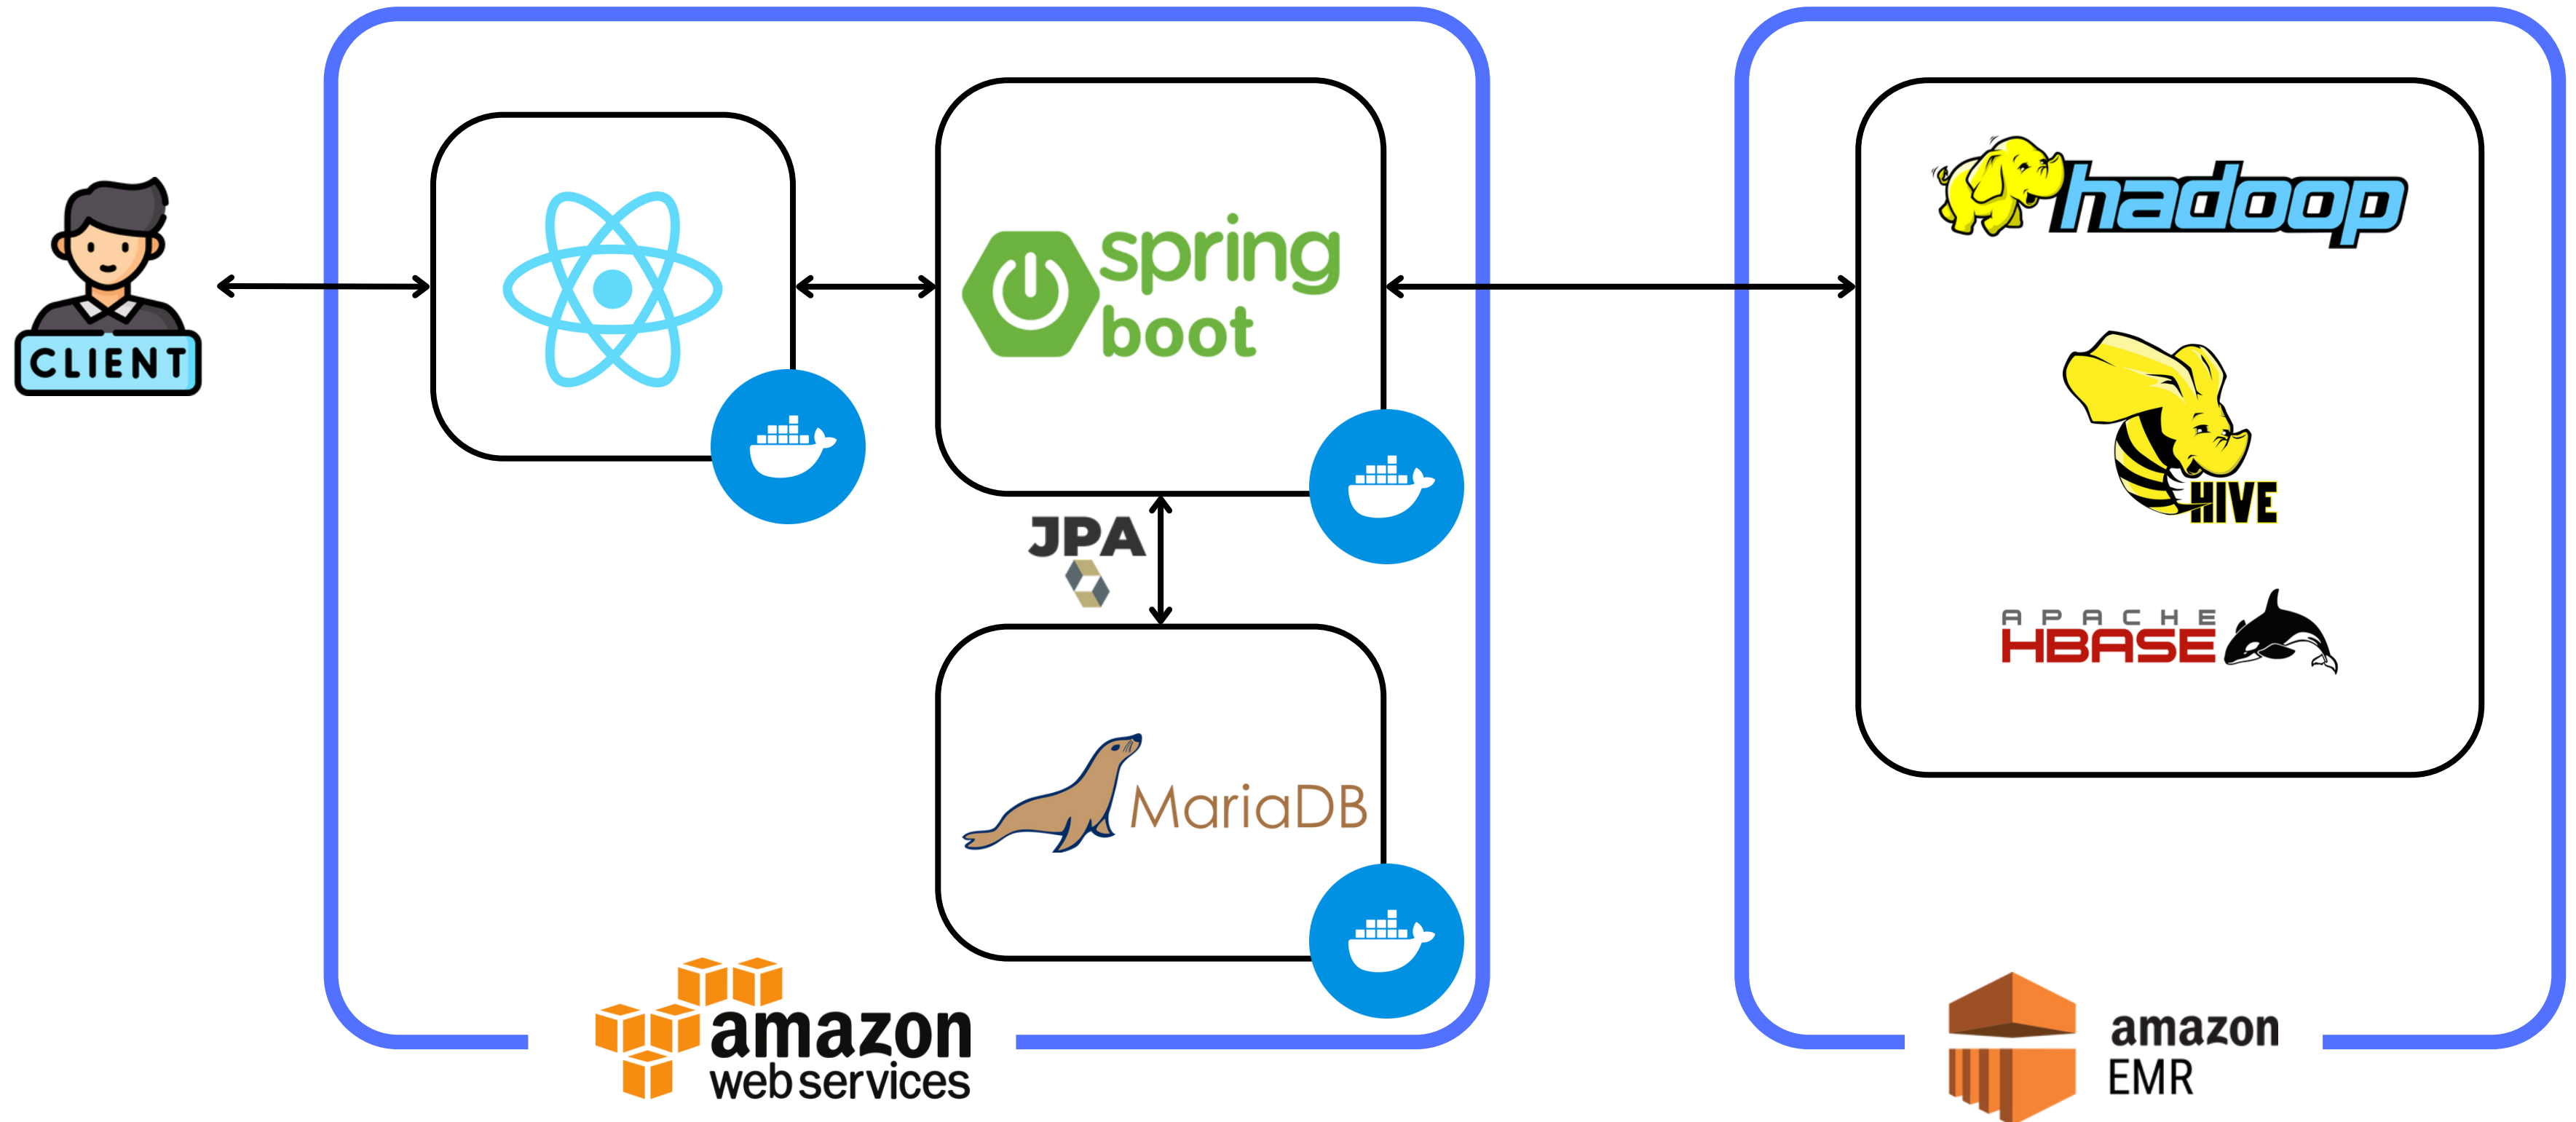 CLIENT
spring
boot
JPA
MariaDB
amazon
web services
hadoop
HIVE
APACHE
HBASE
amazon
EMR